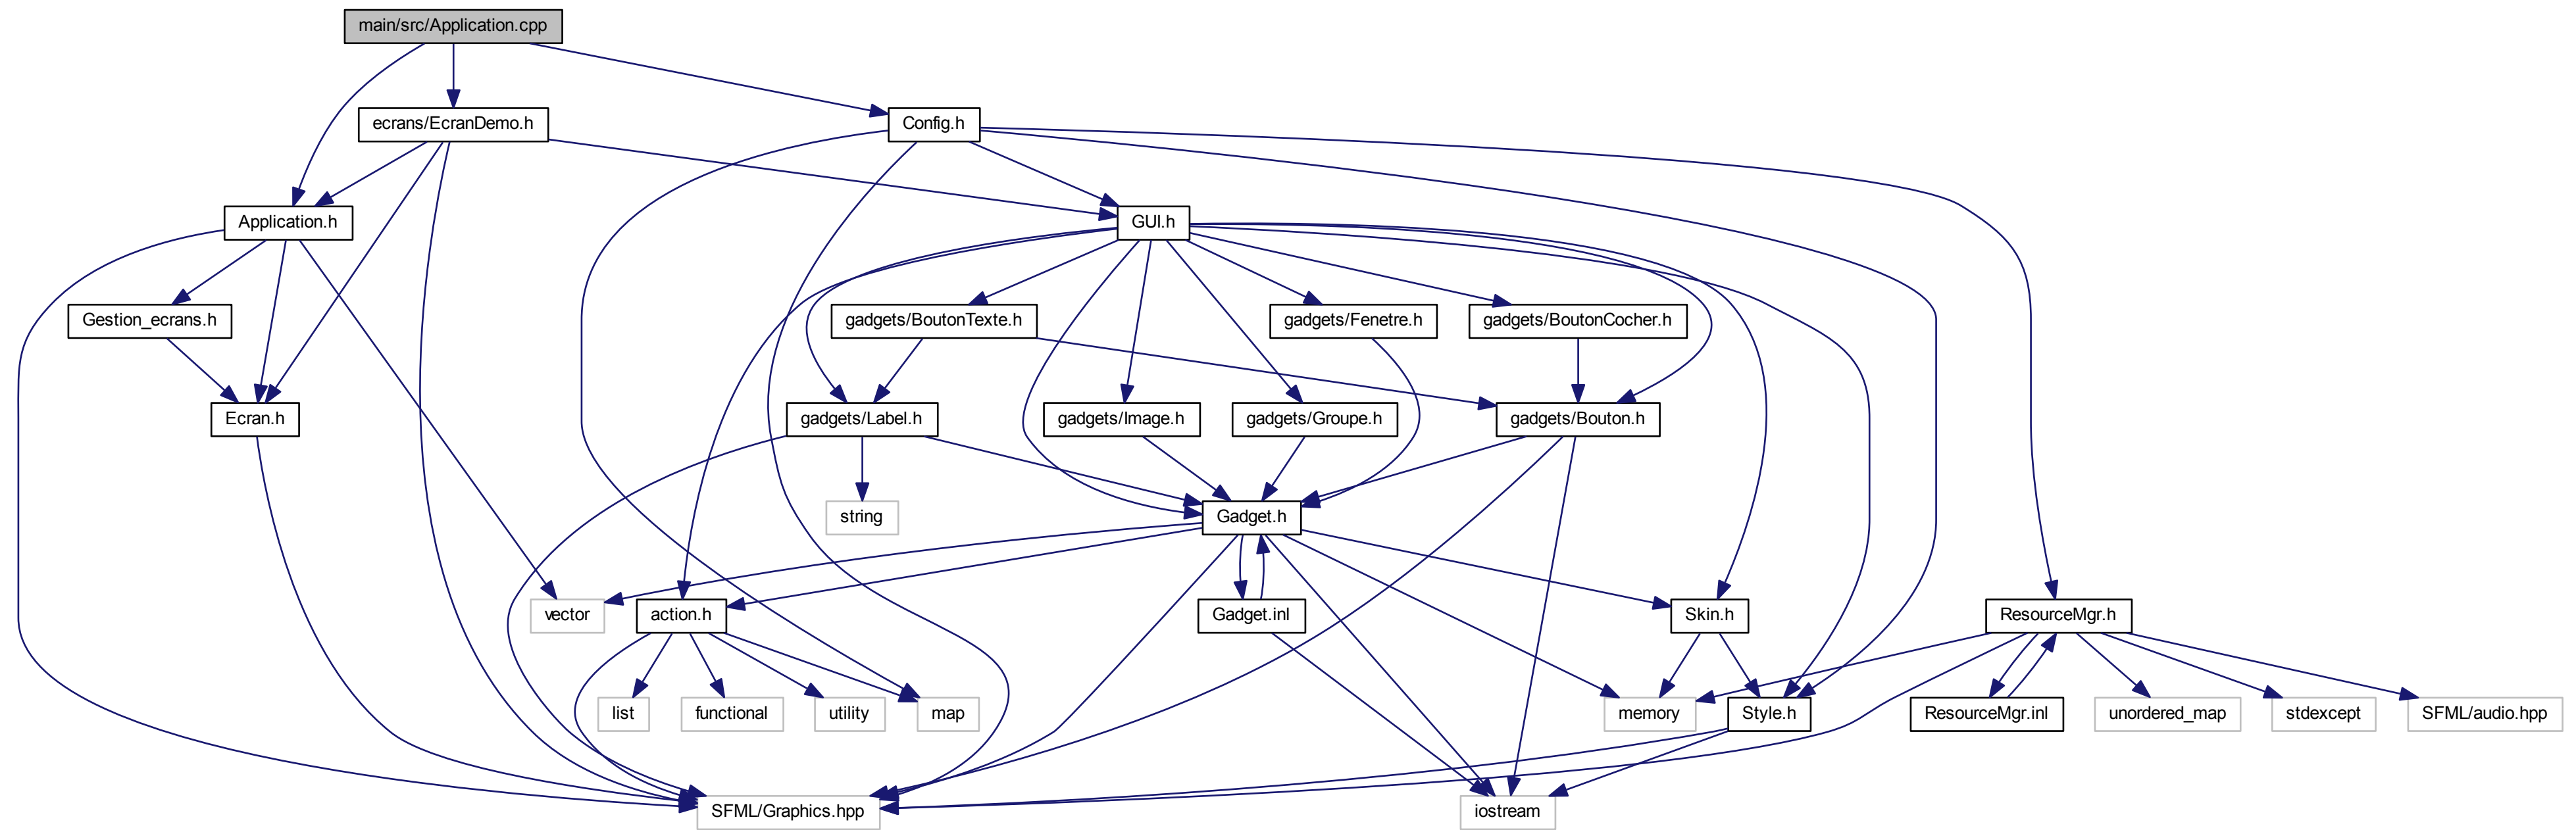 main/src/Application.cpp
ecrans/EcranDemo.h
Config.h
Application.h
GUI.h
Gestion_ecrans.h
gadgets/BoutonTexte.h
gadgets/Fenetre.h
gadgets/BoutonCocher.h
Ecran.h
gadgets/Label.h
gadgets/Image.h
gadgets/Groupe.h
gadgets/Bouton.h
string
Gadget.h
vector
action.h
Gadget.inl
Skin.h
ResourceMgr.h
list
functional
utility
map
memory
Style.h
ResourceMgr.inl
unordered_map
stdexcept
SFML/audio.hpp
SFML/Graphics.hpp
iostream